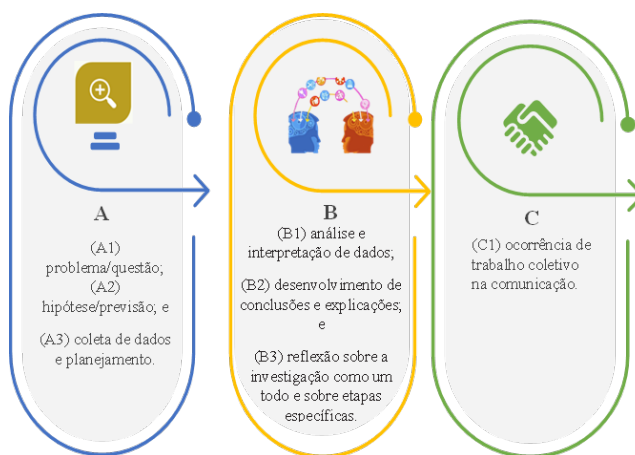 A
(A1)
problema/questão;
(A2)
hipótese/previsão; e
(A3) coleta de dados
e planejamento.
B
(B1) análise e
interpretação de dados;
(B2) desenvolvimento de
conclusões e explicações;
e
(B3) reflexão sobre a
investigação como um
todo e sobre etapas
específicas.
C
(C1) ocorrência de
trabalho coletivo
na comunicação.